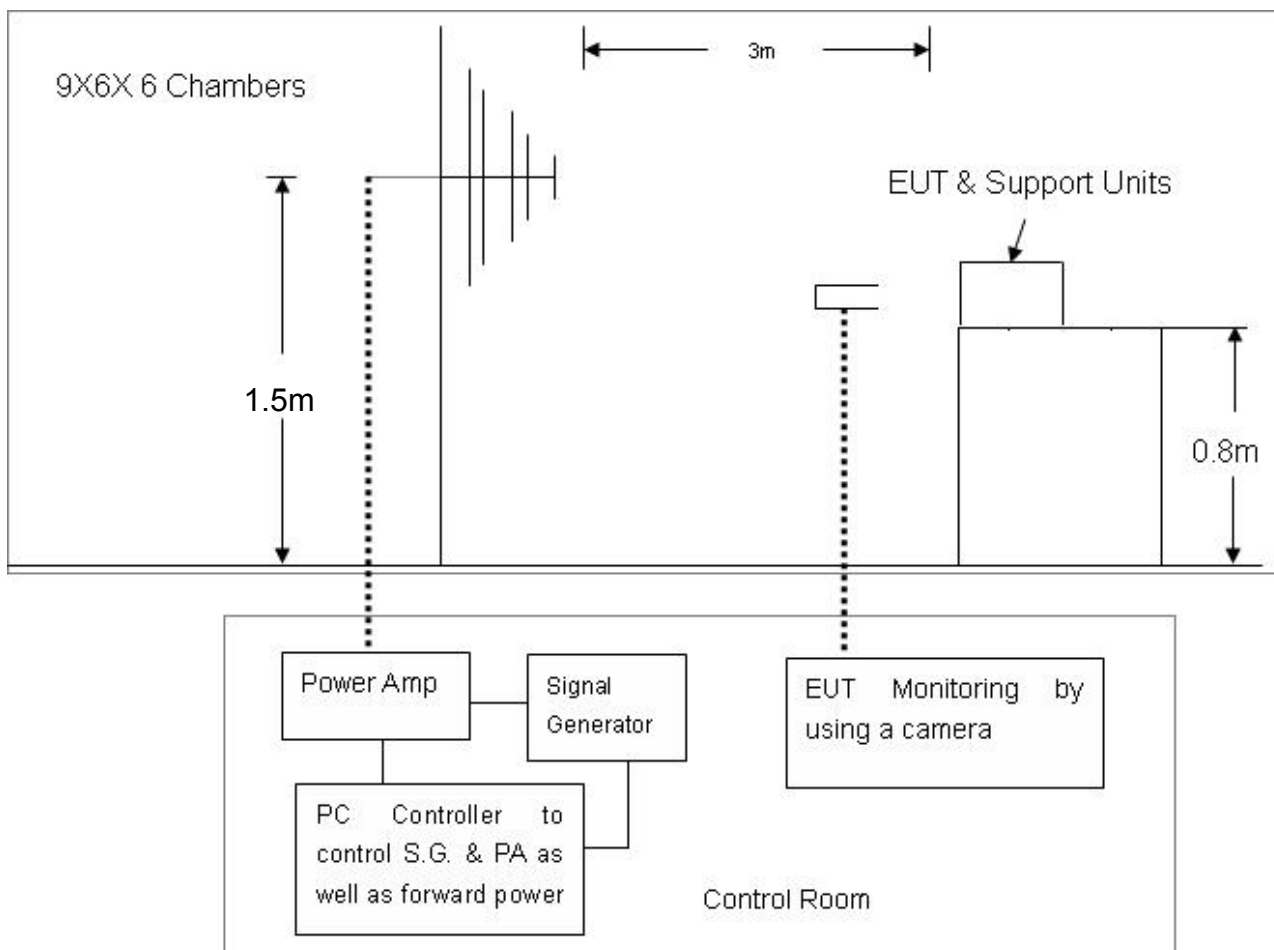 3m
9X6X 6 Chambers
EUT & Support Units
1.5m
0.8m
Power Amp
Signal
Generator
EUT Monitoring by
using a camera
PC Controller to
control S.G. & PA as
well as forward power
Control Room